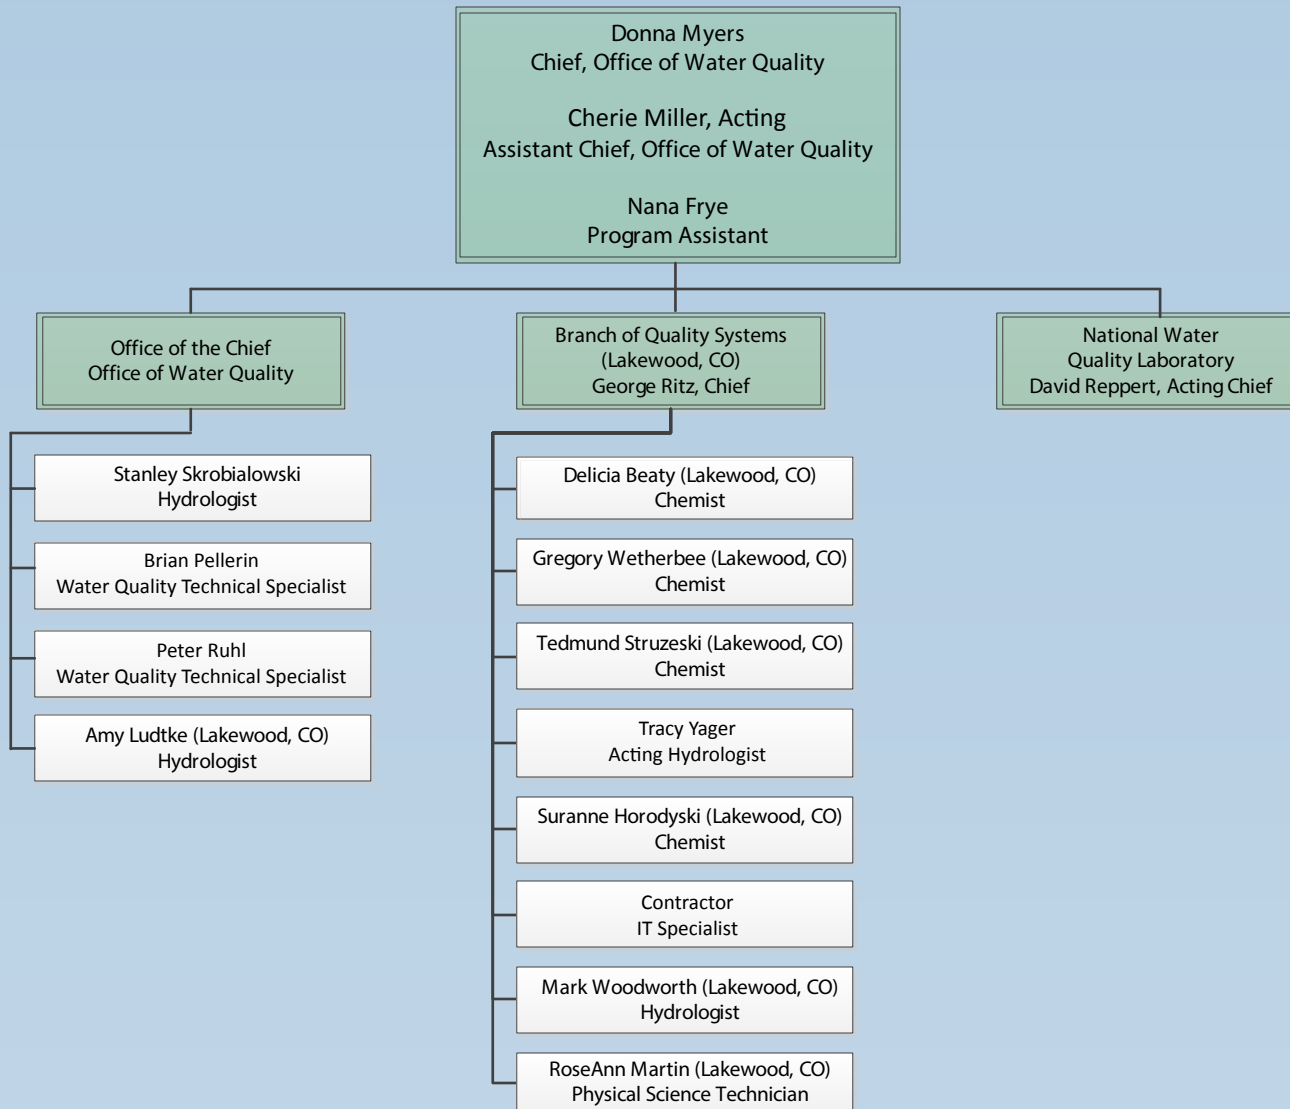 Donna Myers
Chief, Office of Water Quality
Cherie Miller, Acting
Assistant Chief, Office of Water Quality
Nana Frye
Program Assistant
Office of the Chief
Office of Water Quality
Stanley Skrobialowski
Hydrologist
Brian Pellerin
Water Quality Technical Specialist
Peter Ruhl
Water Quality Technical Specialist
Amy Ludtke (Lakewood, CO)
Hydrologist
Branch of Quality Systems
(Lakewood, CO)
George Ritz, Chief
Delicia Beaty (Lakewood, CO)
Chemist
Gregory Wetherbee (Lakewood, CO)
Chemist
Tedmund Struzeski (Lakewood, CO)
Chemist
Tracy Yager
Acting Hydrologist
Suranne Horodyski (Lakewood, CO)
Chemist
Contractor
IT Specialist
Mark Woodworth (Lakewood, CO)
Hydrologist
RoseAnn Martin (Lakewood, CO)
Physical Science Technician
National Water
Quality Laboratory
David Reppert, Acting Chief